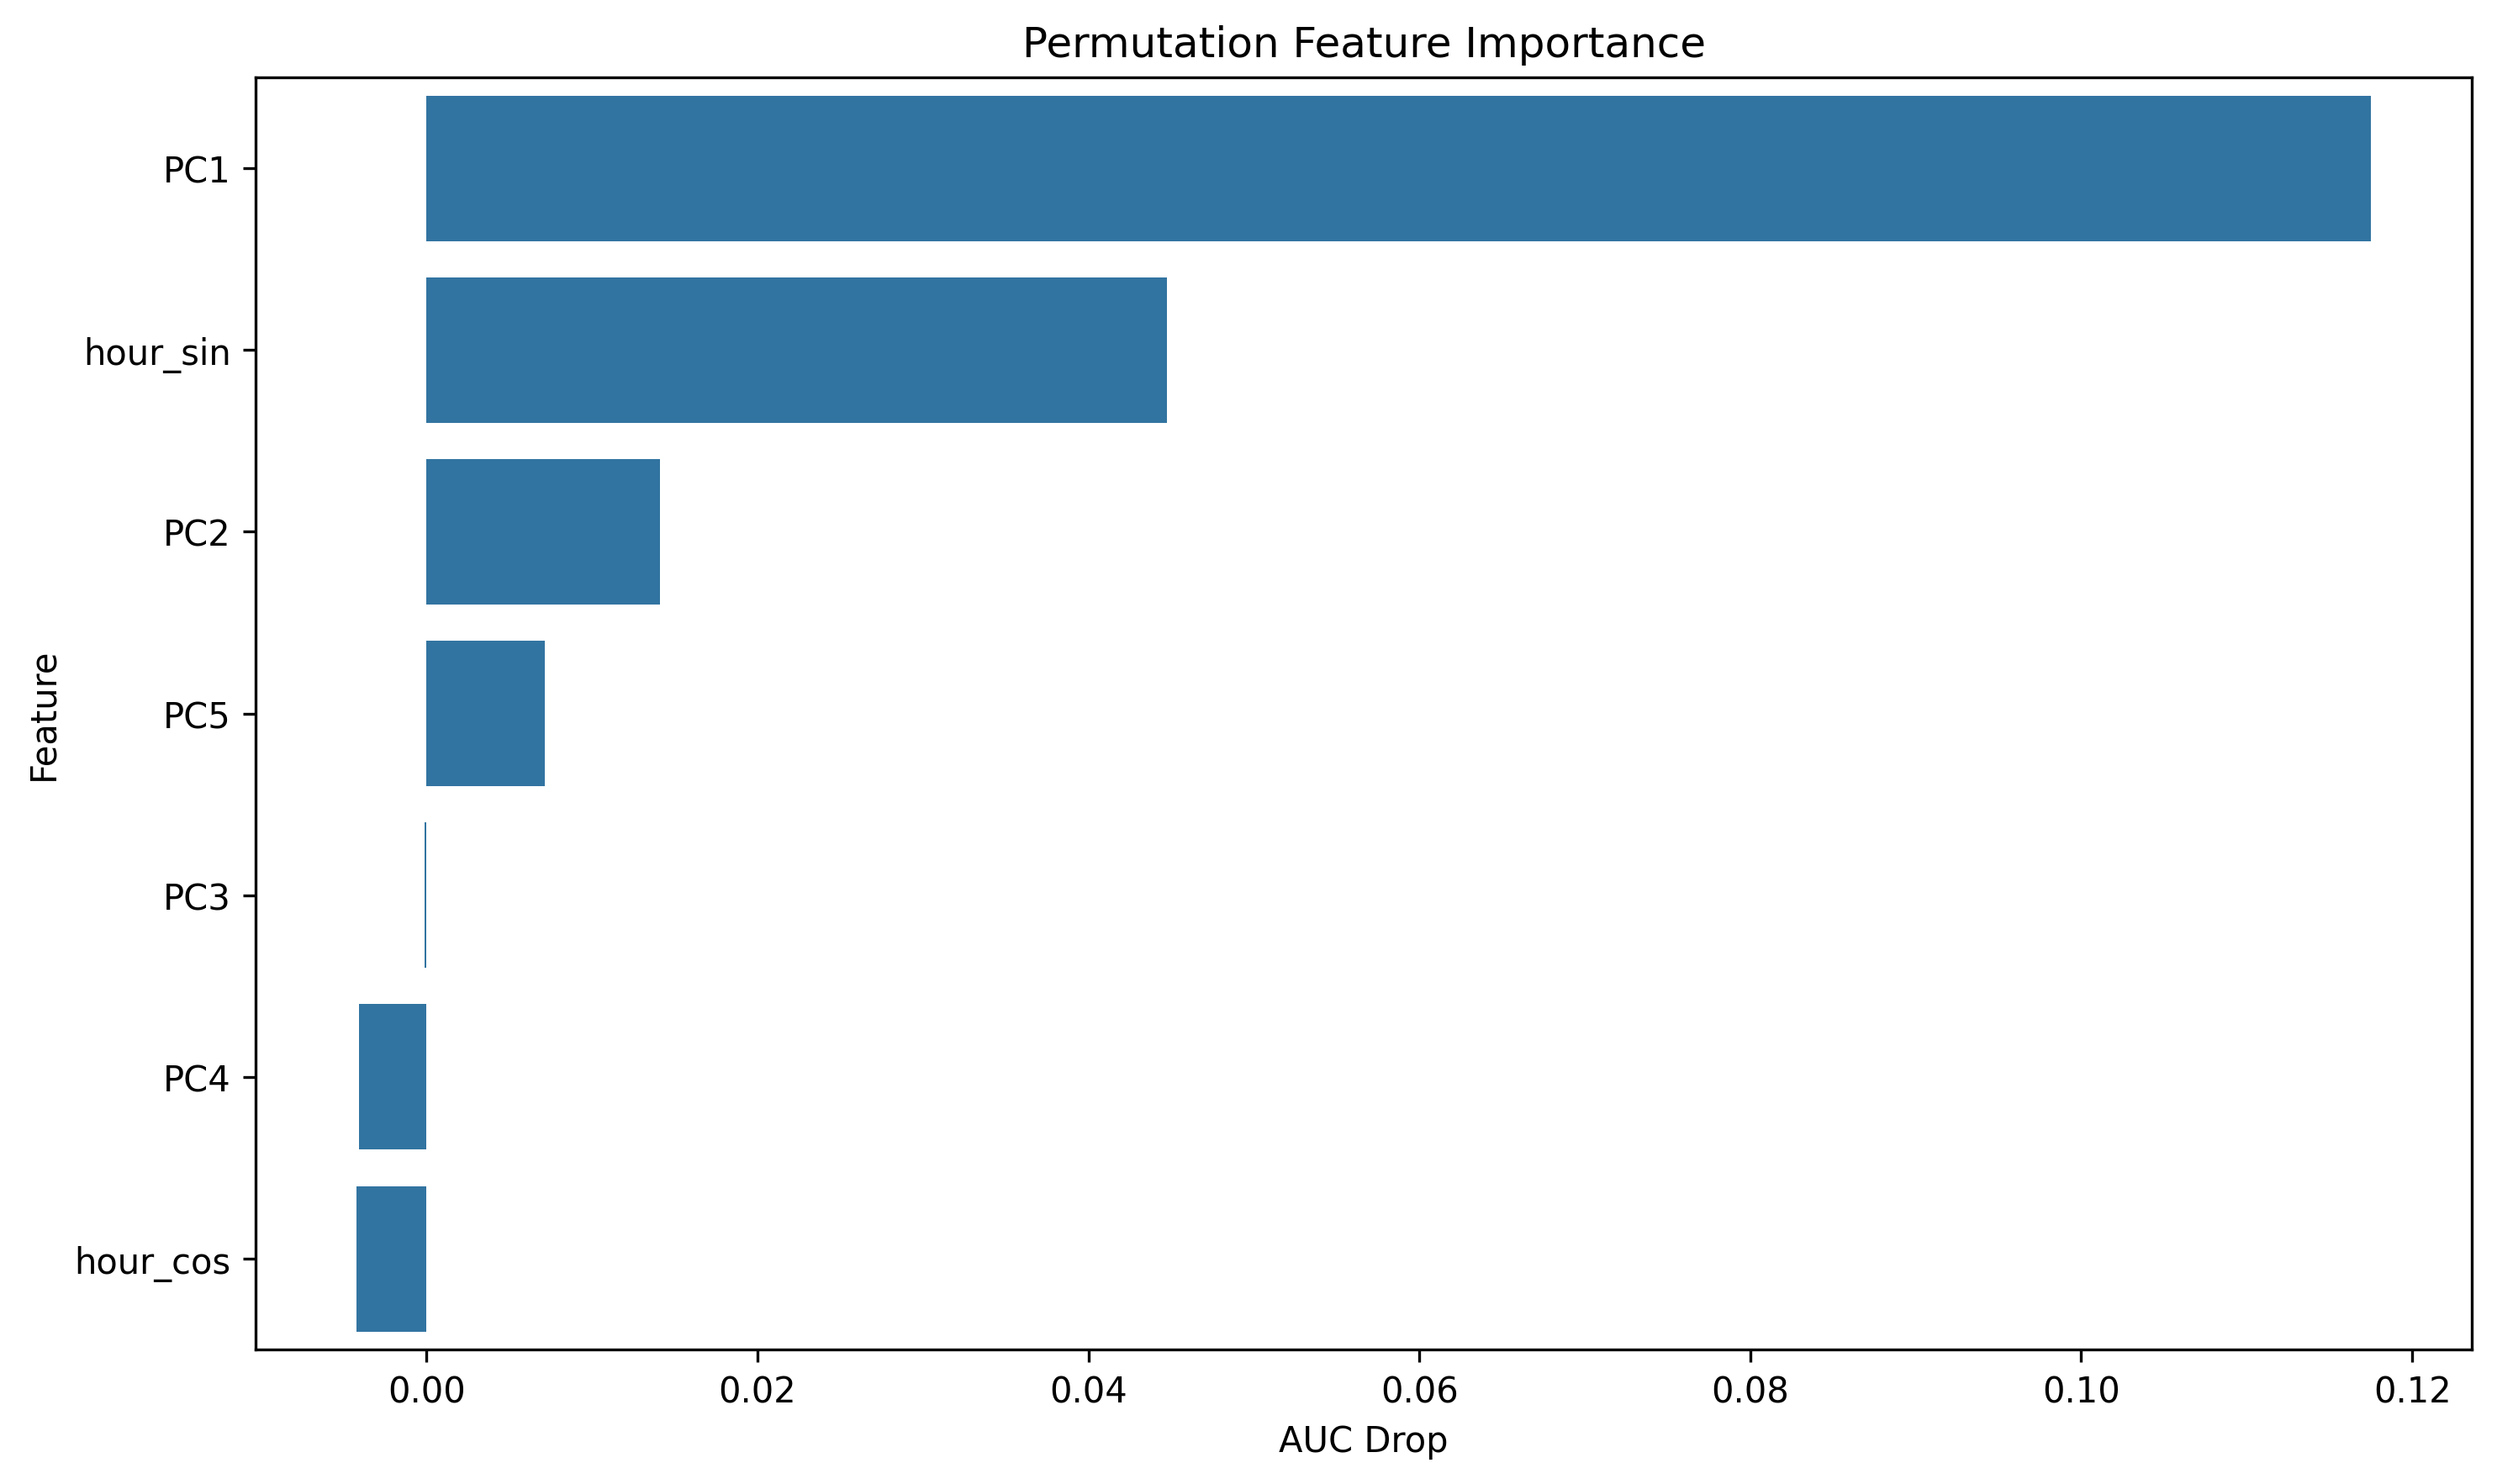 Permutation Feature Importance
Feature
PC1
hour_sin
PC2
PC5
PC3
PC4
hour_cos
0.00 0.02 0.04 0.06 0.08 0.10 0.12
AUC Drop